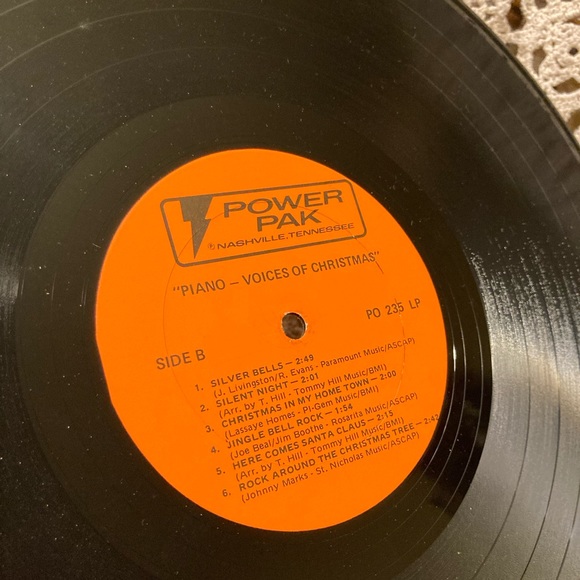 POWER
PAK
® NASHVILLE, TENNESSEE
"PIANO – VOICES OF CHRISTMAS"
PO 235 LP
SIDE B
1. SILVER BELLS – 2:49
(J. Livingston/R. Evans - Paramount Music/ASCAP)
2. SILENT NIGHT – 2:01
(Arr. by T. Hill - Tommy Hill Music/BMI)
3. CHRISTMAS IN MY HOME TOWN – 2:00
(Lassaye Homes - Pi-Gem Music/BMI)
4. JINGLE BELL ROCK – 1:54
(Joe Beal/Jim Boothe - Rosarita Music/ASCAP)
5. HERE COMES SANTA CLAUS – 2:15
(Arr. by T. Hill - Tommy Hill Music/BMI)
6. ROCK AROUND THE CHRISTMAS TREE – 2:42
(Johnny Marks - St. Nicholas Music/ASCAP)